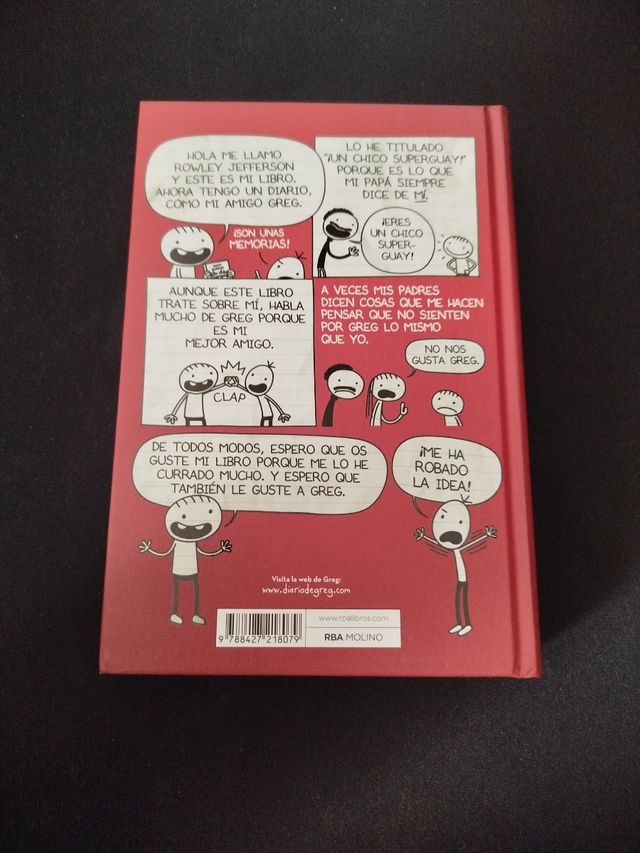 HOLA ME LLAMO
ROWLEY JEFFERSON
Y ESTE ES MI LIBRO.
AHORA TENGO UN DIARIO,
COMO MI AMIGO GREG.
¡SON UNAS
MEMORIAS!
LO HE TITULADO
"¡UN CHICO SUPERGUAY!"
PORQUE ES LO QUE
MI PAPÁ SIEMPRE
DICE DE MÍ.
¡ERES
UN CHICO
SUPER-
GUAY!
AUNQUE ESTE LIBRO
TRATE SOBRE MÍ, HABLA
MUCHO DE GREG PORQUE
ES MI
MEJOR AMIGO.
CLAP
A VECES MIS PADRES
DICEN COSAS QUE ME HACEN
PENSAR QUE NO SIENTEN
POR GREG LO MISMO
QUE YO.
NO NOS
GUSTA GREG.
DE TODOS MODOS, ESPERO QUE OS
GUSTE MI LIBRO PORQUE ME LO HE
CURRADO MUCHO. Y ESPERO QUE
TAMBIÉN LE GUSTE A GREG.
¡ME HA
ROBADO
LA IDEA!
Visita la web de Greg:
www.diariodegreg.com
9 788427 218079
www.rbalibros.com
RBA MOLINO